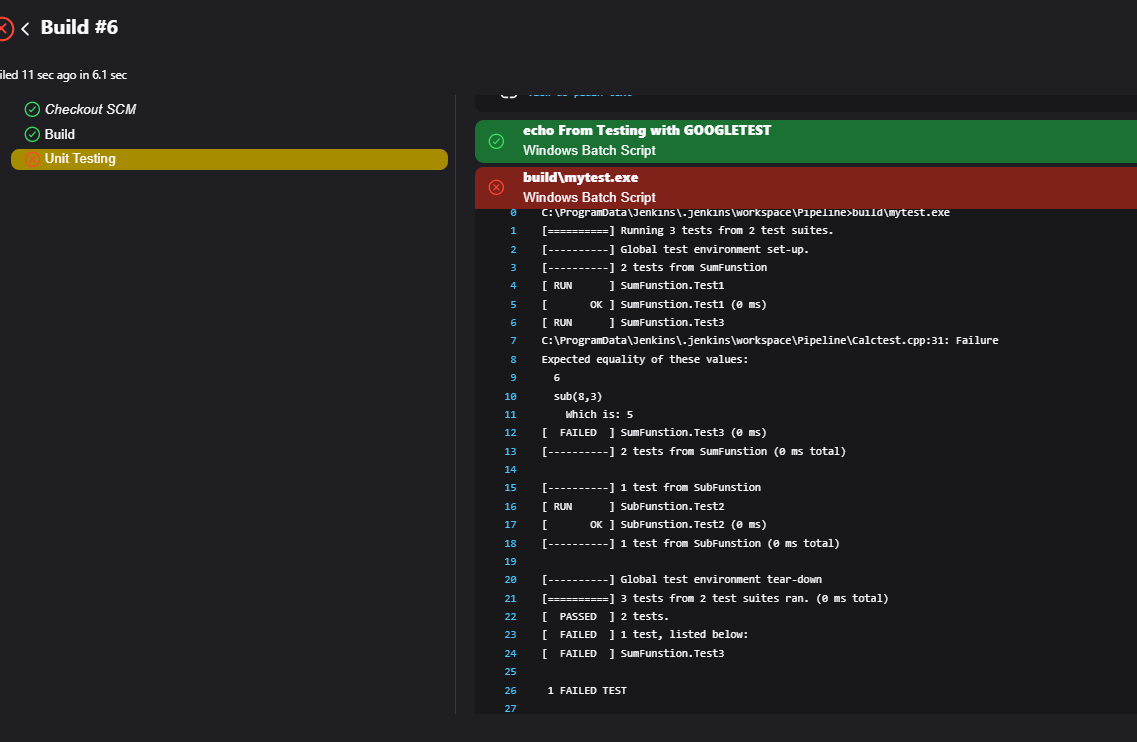 Build #6
iled 11 sec ago in 6.1 sec
Checkout SCM
Build
Unit Testing
echo From Testing with GOOGLETEST
Windows Batch Script
build\mytest.exe
Windows Batch Script
0 C:\ProgramData\Jenkins\.jenkins\workspace\Pipeline>build\mytest.exe
1 [==========] Running 3 tests from 2 test suites.
2 [----------] Global test environment set-up.
3 [----------] 2 tests from SumFunstion
4 [ RUN      ] SumFunstion.Test1
5 [       OK ] SumFunstion.Test1 (0 ms)
6 [ RUN      ] SumFunstion.Test3
7 C:\ProgramData\Jenkins\.jenkins\workspace\Pipeline\Calctest.cpp:31: Failure
8 Expected equality of these values:
9   6
10   sub(8,3)
11     Which is: 5
12 [  FAILED  ] SumFunstion.Test3 (0 ms)
13 [----------] 2 tests from SumFunstion (0 ms total)
14
15 [----------] 1 test from SubFunstion
16 [ RUN      ] SubFunstion.Test2
17 [       OK ] SubFunstion.Test2 (0 ms)
18 [----------] 1 test from SubFunstion (0 ms total)
19
20 [----------] Global test environment tear-down
21 [==========] 3 tests from 2 test suites ran. (0 ms total)
22 [  PASSED  ] 2 tests.
23 [  FAILED  ] 1 test, listed below:
24 [  FAILED  ] SumFunstion.Test3
25
26  1 FAILED TEST
27